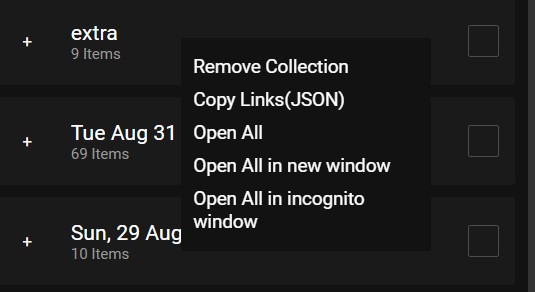 + extra
9 Items
Remove Collection
Copy Links(JSON)
+ Tue Aug 31
69 Items
Open All
Open All in new window
Open All in incognito
window
+ Sun, 29 Aug
10 Items